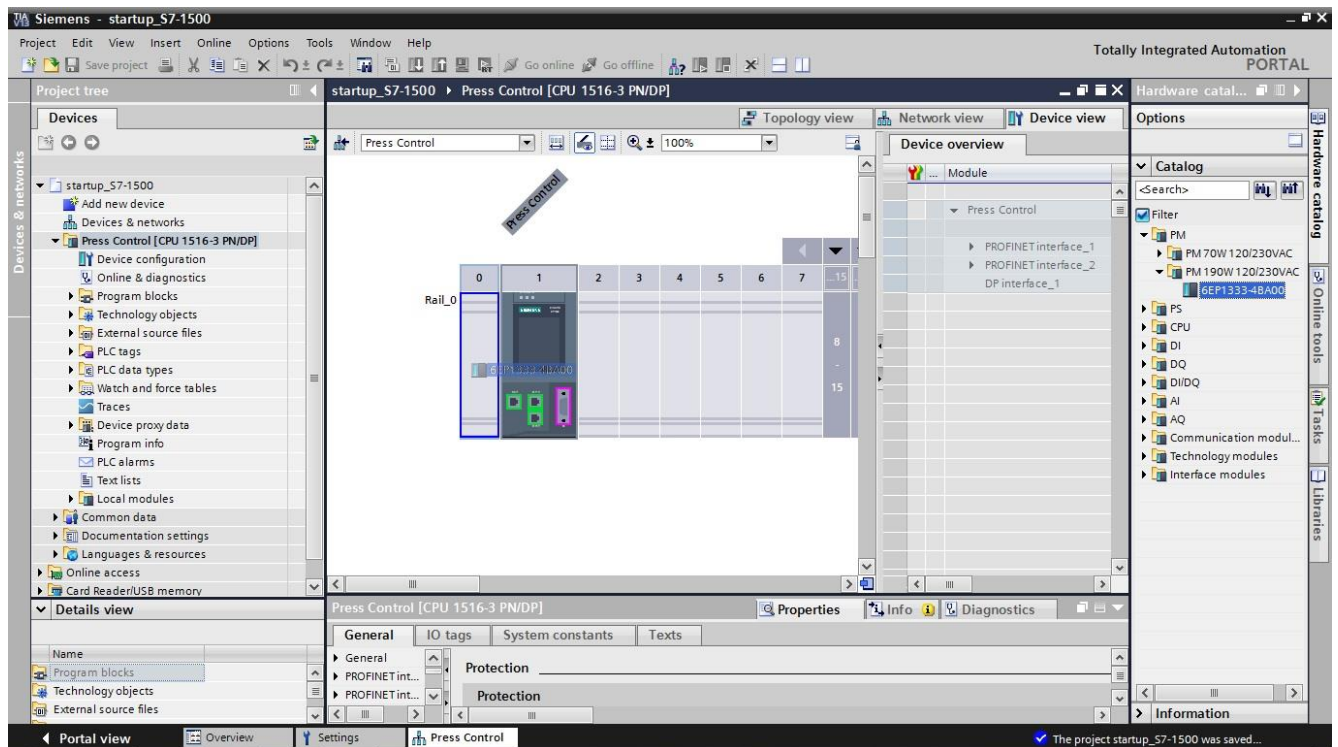 Siemens - startup_S7-1500
Project Edit View Insert Online Options Tools Window Help
Totally Integrated Automation
PORTAL
Save project
Go online
Go offline
Project tree
Devices
startup_S7-1500
Add new device
Devices & networks
Press Control [CPU 1516-3 PN/DP]
Device configuration
Online & diagnostics
Program blocks
Technology objects
External source files
PLC tags
PLC data types
Watch and force tables
Traces
Device proxy data
Program info
PLC alarms
Text lists
Local modules
Common data
Documentation settings
Languages & resources
Online access
Card Reader/USB memory
Details view
Name
Program blocks
Technology objects
External source files
Devices & networks
startup_S7-1500 Press Control [CPU 1516-3 PN/DP]
Topology view
Network view
Device view
Press Control
100%
Press Control
0 1 2 3 4 5 6 7 ...15
Rail_0
SIEMENS
6EP1333-4BA00
8
-
15
Device overview
... Module
Press Control
PROFINET interface_1
PROFINET interface_2
DP interface_1
Press Control [CPU 1516-3 PN/DP]
Properties
Info
Diagnostics
General
IO tags
System constants
Texts
General
PROFINET int...
PROFINET int...
Protection
Protection
Hardware catal...
Options
Catalog
<Search>
Filter
PM
PM 70W 120/230VAC
PM 190W 120/230VAC
6EP1333-4BA00
PS
CPU
DI
DQ
DI/DQ
AI
AQ
Communication modul...
Technology modules
Interface modules
Information
Hardware catalog
Online tools
Tasks
Libraries
Portal view
Overview
Settings
Press Control
The project startup_S7-1500 was saved...